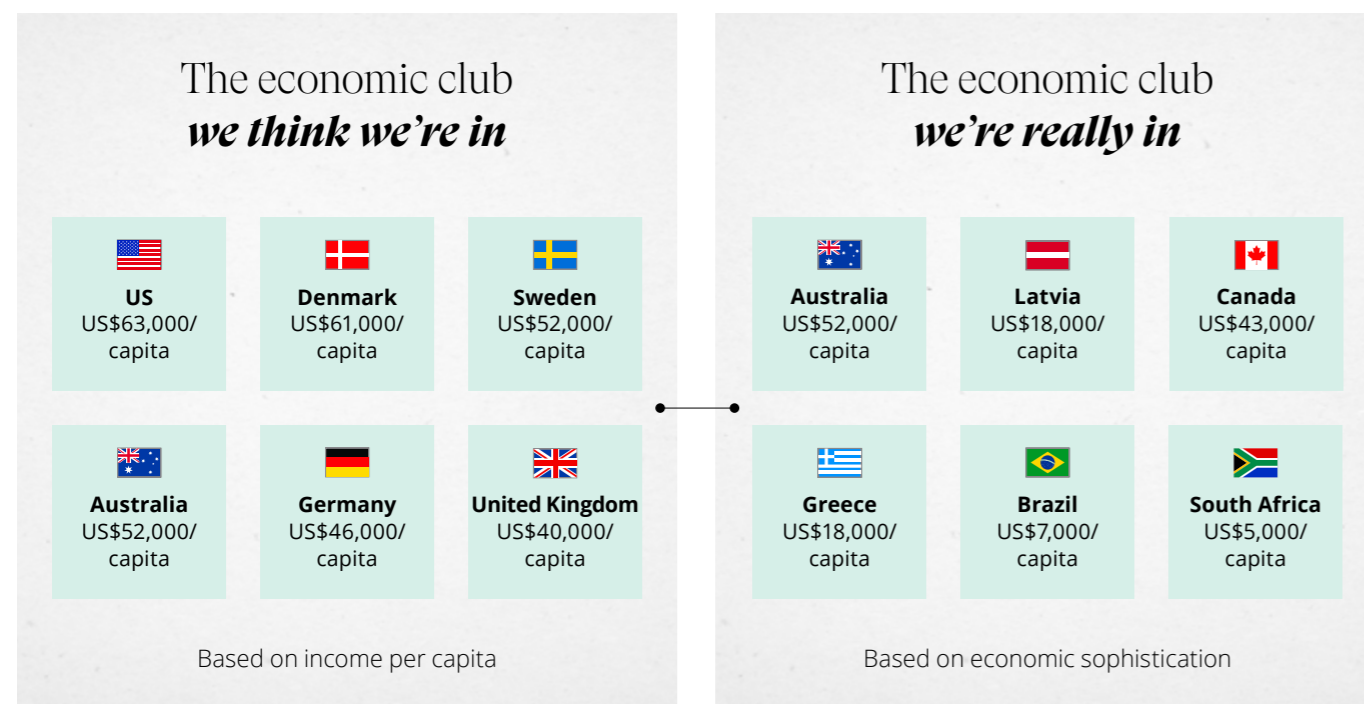 The economic club
we think we're in
US
US$63,000/
capita
Denmark
US$61,000/
capita
Sweden
US$52,000/
capita
Australia
US$52,000/
capita
Germany
US$46,000/
capita
United Kingdom
US$40,000/
capita
Based on income per capita
The economic club
we're really in
Australia
US$52,000/
capita
Latvia
US$18,000/
capita
Canada
US$43,000/
capita
Greece
US$18,000/
capita
Brazil
US$7,000/
capita
South Africa
US$5,000/
capita
Based on economic sophistication